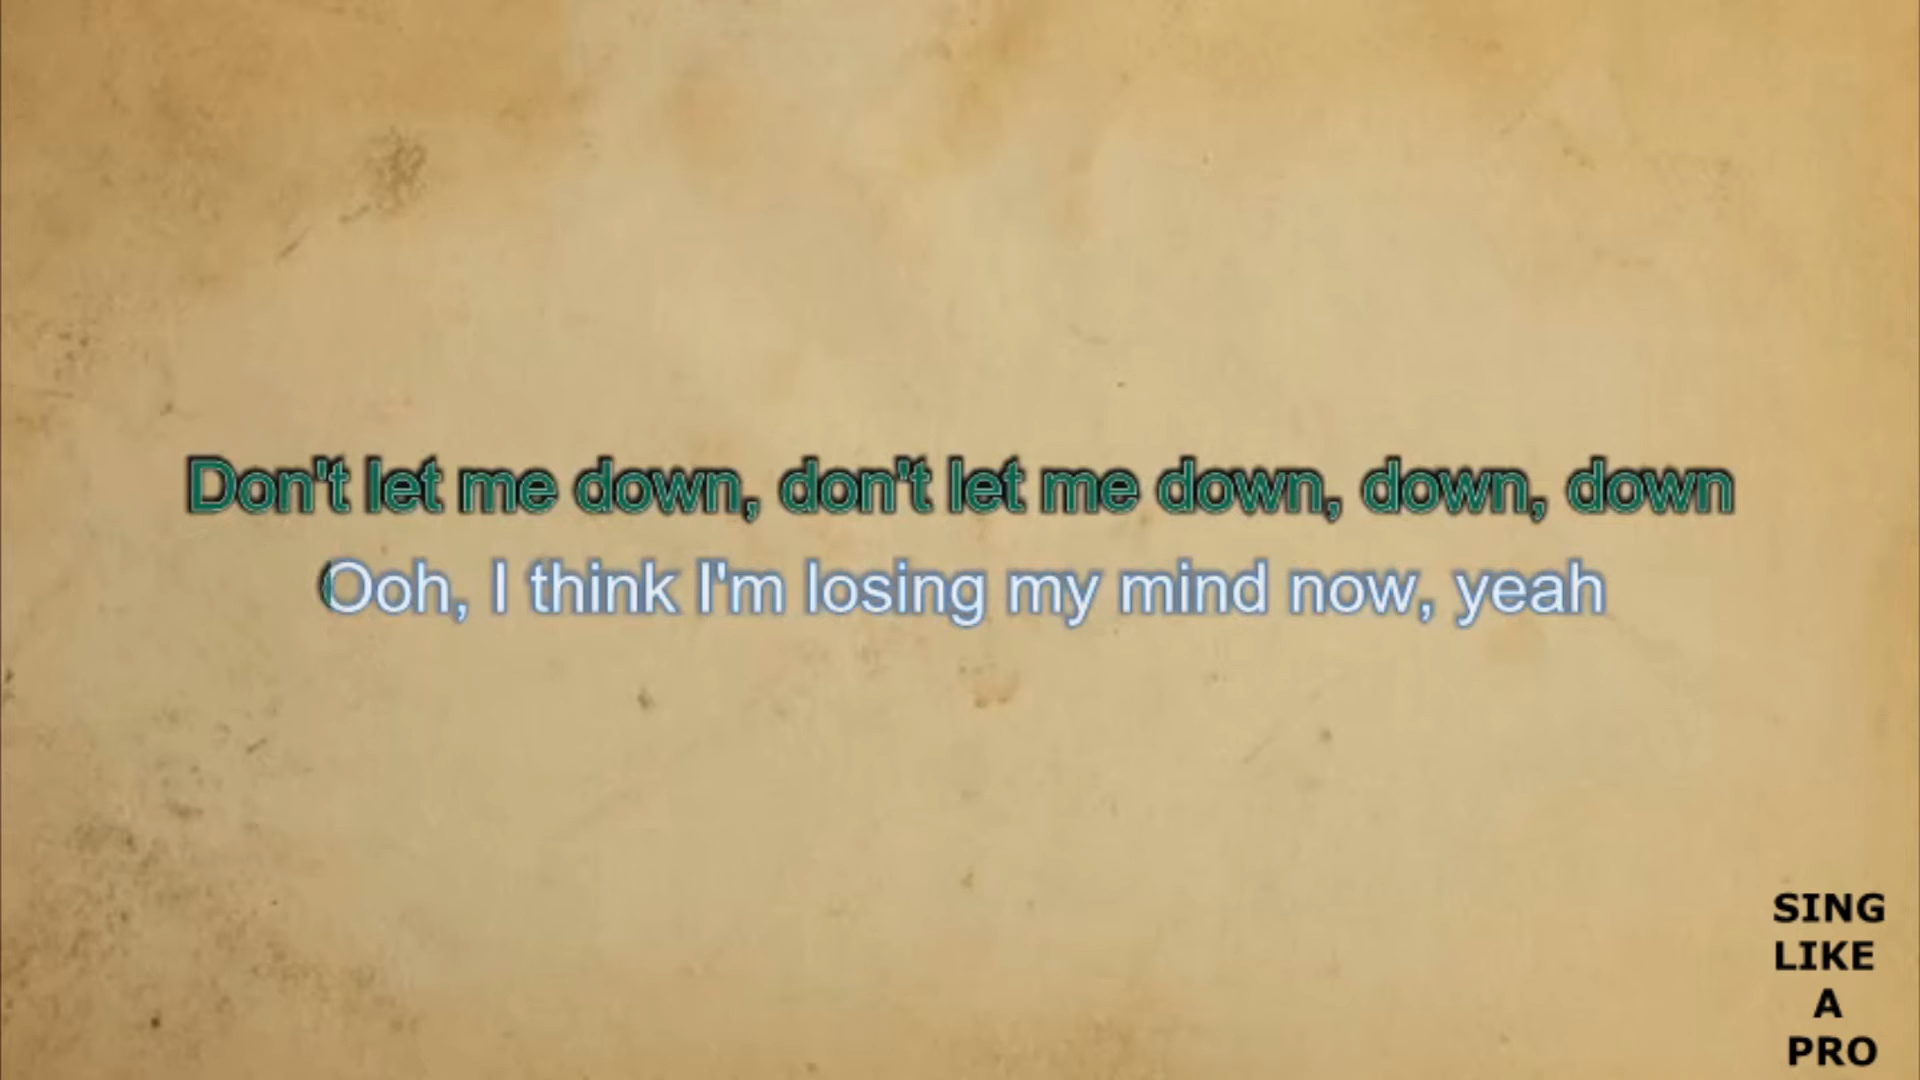 Don't let me down, don't let me down, down, down
Ooh, I think I'm losing my mind now, yeah
SING
LIKE
A
PRO